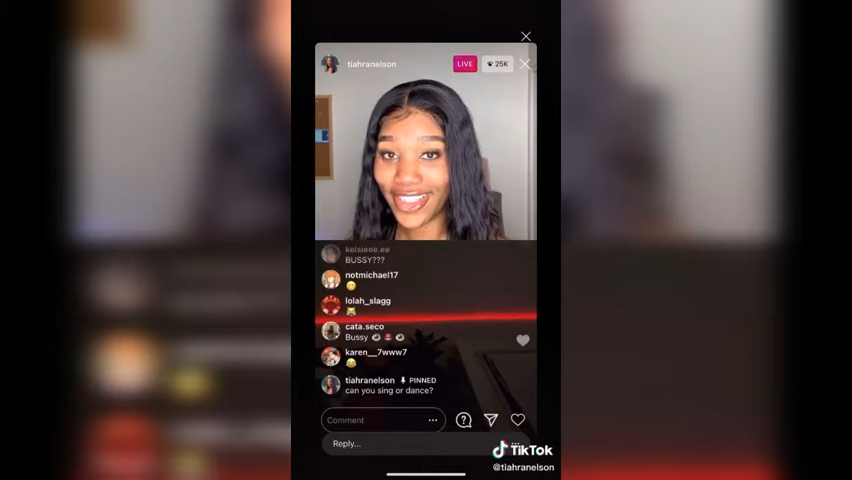 tiahranelson
LIVE
25K
kelsieee.ee
BUSSY???
notmichael17
lolah_slagg
cata.seco
Bussy
karen__7www7
tiahranelson PINNED
can you sing or dance?
Comment
Reply...
TikTok
@tiahranelson